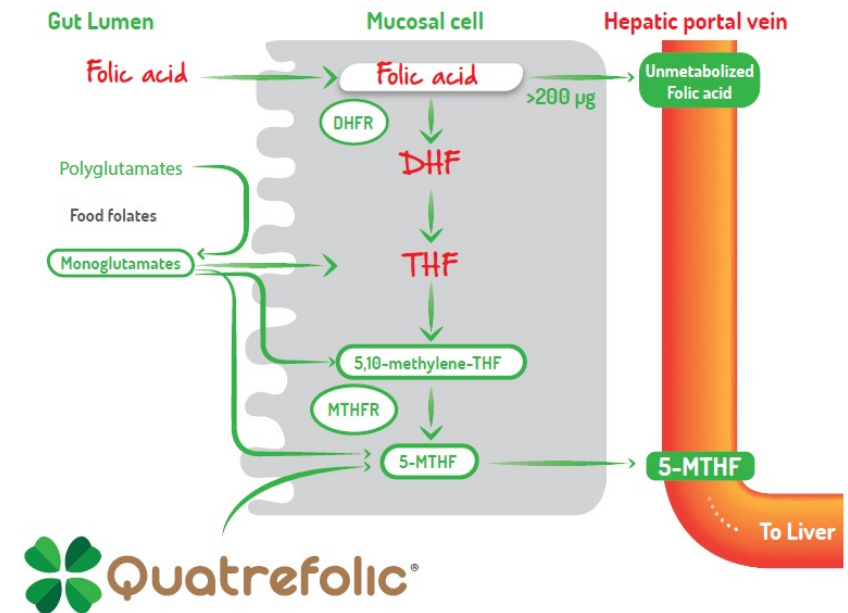 Gut Lumen
Mucosal cell
Hepatic portal vein
Folic acid
Folic acid
Unmetabolized
Folic acid
>200 µg
DHFR
DHF
Polyglutamates
Food folates
Monoglutamates
THF
5,10-methylene-THF
MTHFR
5-MTHF
5-MTHF
To Liver
Quatrefolic®